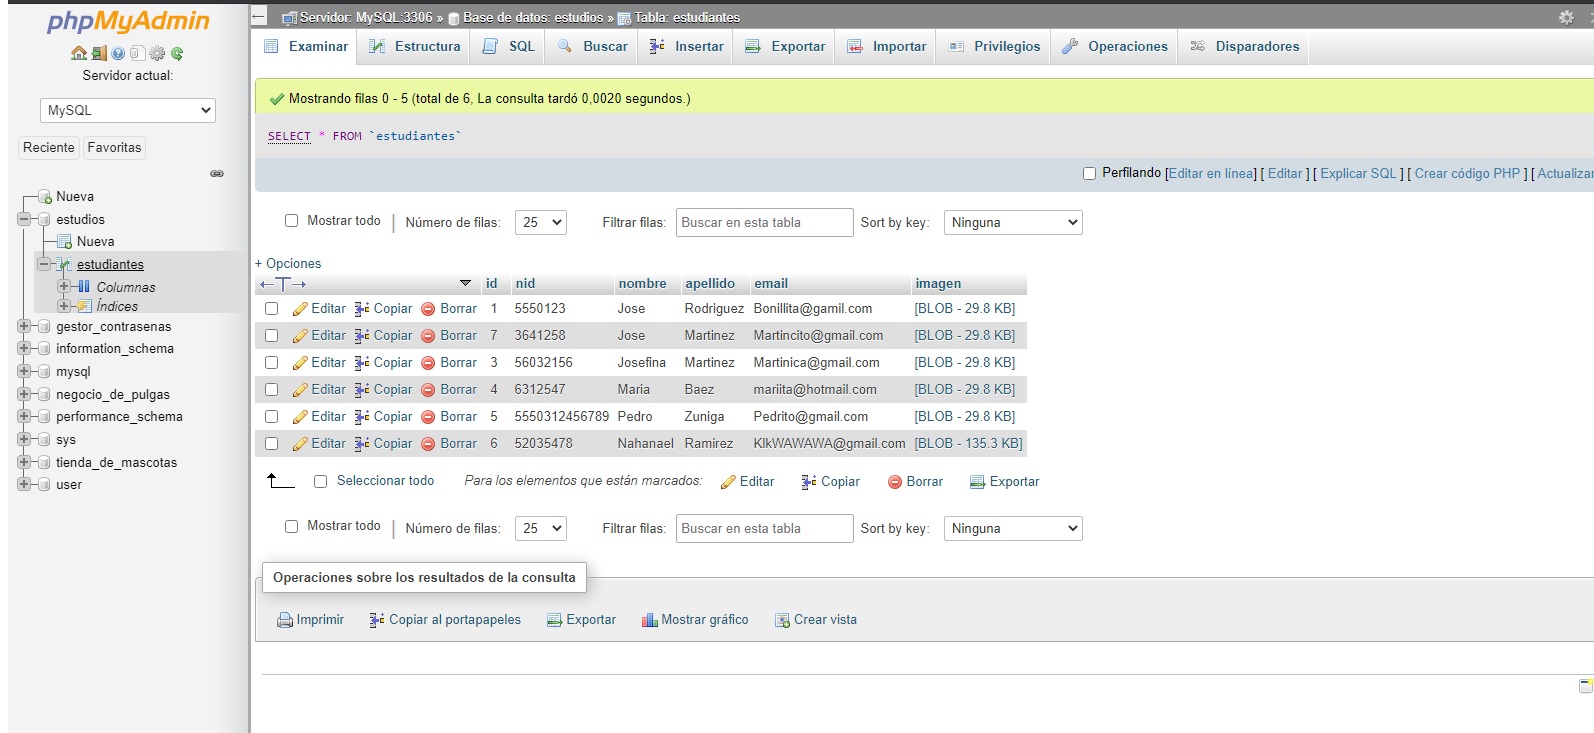 phpMyAdmin
Servidor actual:
MySQL
Reciente Favoritas
Nueva
estudios
Nueva
estudiantes
Columnas
Índices
gestor_contrasenas
information_schema
mysql
negocio_de_pulgas
performance_schema
sys
tienda_de_mascotas
user
Servidor: MySQL:3306 » Base de datos: estudios » Tabla: estudiantes
Examinar Estructura SQL Buscar Insertar Exportar Importar Privilegios Operaciones Disparadores
Mostrando filas 0 - 5 (total de 6, La consulta tardó 0,0020 segundos.)
SELECT * FROM `estudiantes`
Perfilando [Editar en línea] [ Editar ] [ Explicar SQL ] [ Crear código PHP ] [ Actualizar
Mostrar todo | Número de filas: 25 Filtrar filas: Buscar en esta tabla Sort by key: Ninguna
+ Opciones
←T→ id nid nombre apellido email imagen
Editar Copiar Borrar 1 5550123 Jose Rodriguez Bonillita@gamil.com [BLOB - 29.8 KB]
Editar Copiar Borrar 7 3641258 Jose Martinez Martincito@gmail.com [BLOB - 29.8 KB]
Editar Copiar Borrar 3 56032156 Josefina Martinez Martinica@gmail.com [BLOB - 29.8 KB]
Editar Copiar Borrar 4 6312547 Maria Baez mariita@hotmail.com [BLOB - 29.8 KB]
Editar Copiar Borrar 5 5550312456789 Pedro Zuniga Pedrito@gmail.com [BLOB - 29.8 KB]
Editar Copiar Borrar 6 52035478 Nahanael Ramirez KlkWAWAWA@gmail.com [BLOB - 135.3 KB]
Seleccionar todo Para los elementos que están marcados: Editar Copiar Borrar Exportar
Mostrar todo | Número de filas: 25 Filtrar filas: Buscar en esta tabla Sort by key: Ninguna
Operaciones sobre los resultados de la consulta
Imprimir Copiar al portapapeles Exportar Mostrar gráfico Crear vista